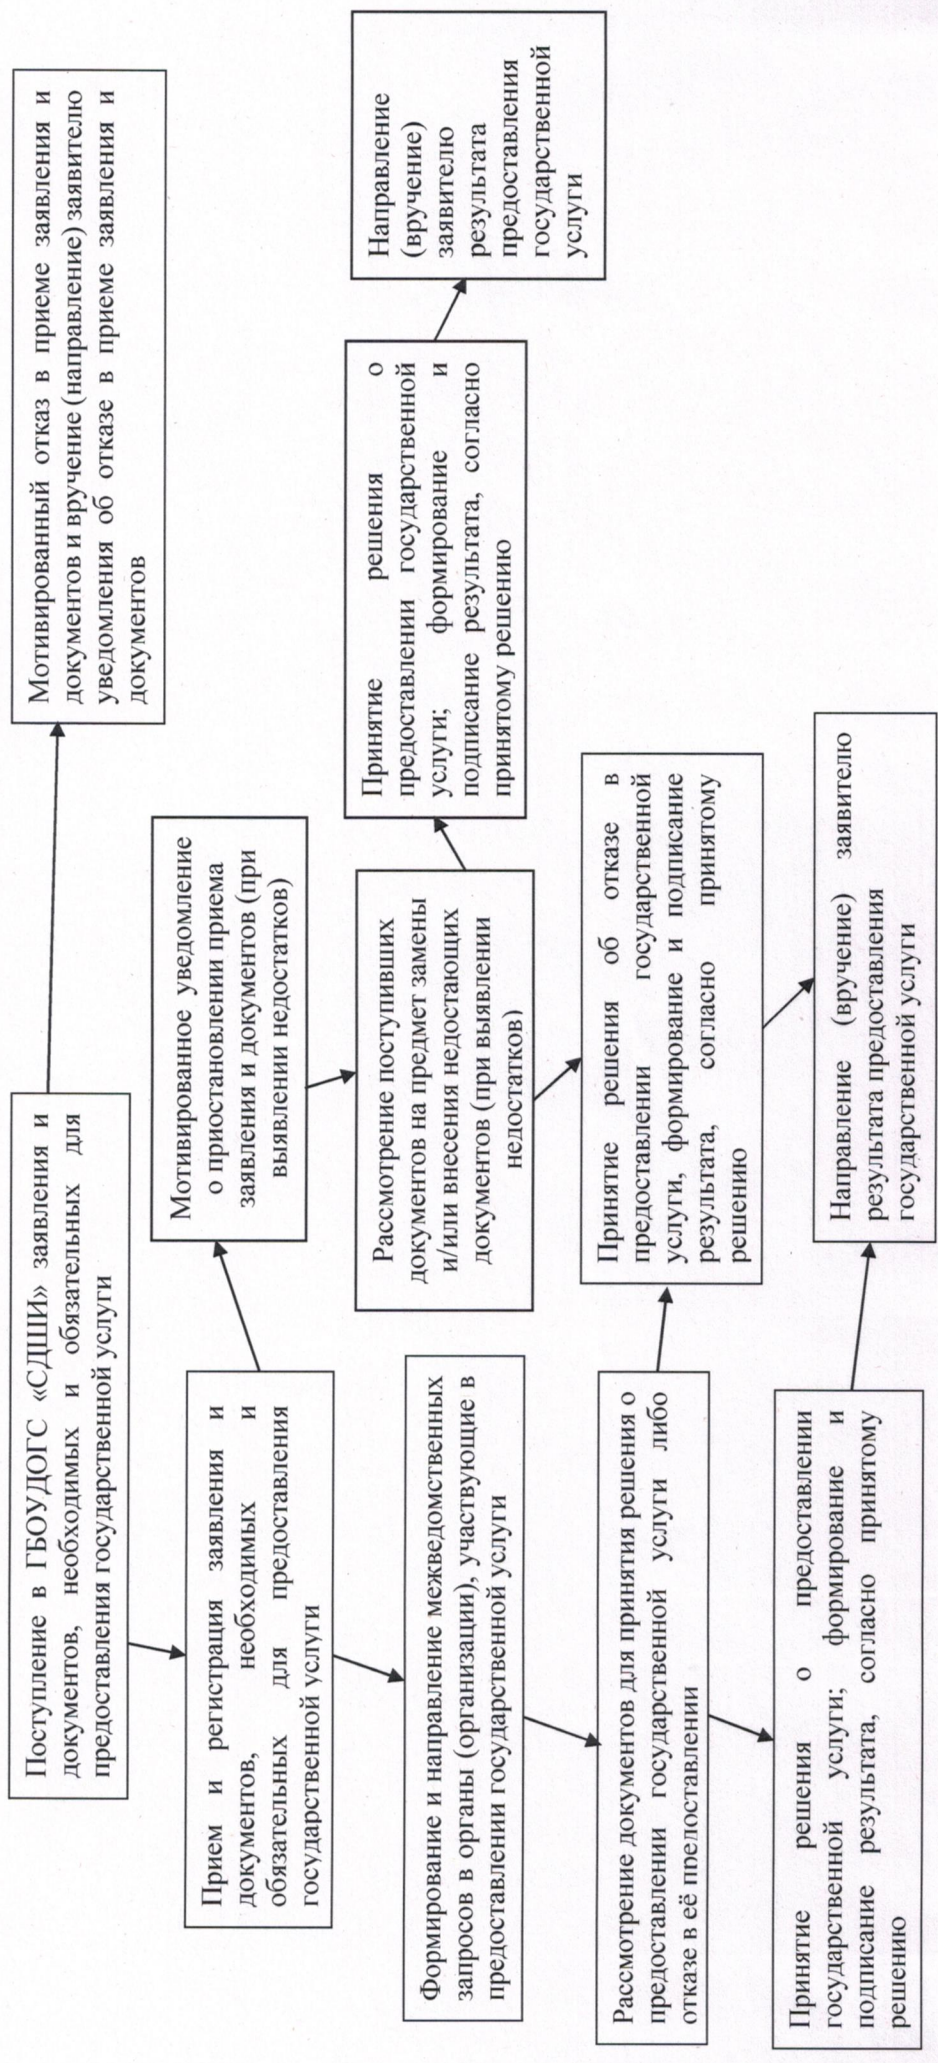 Поступление в ГБОУДОГС «СДШИ» заявления и
документов, необходимых и обязательных для
предоставления государственной услуги
Мотивированный отказ в приеме заявления и
документов и вручение (направление) заявителю
уведомления об отказе в приеме заявления и
документов
Прием и регистрация заявления и
документов, необходимых и
обязательных для предоставления
государственной услуги
Мотивированное уведомление
о приостановлении приема
заявления и документов (при
выявлении недостатков)
Формирование и направление межведомственных
запросов в органы (организации), участвующие в
предоставлении государственной услуги
Рассмотрение поступивших
документов на предмет замены
и/или внесения недостающих
документов (при выявлении
недостатков)
Принятие решения о
предоставлении государственной
услуги; формирование и
подписание результата, согласно
принятому решению
Направление
(вручение)
заявителю
результата
предоставления
государственной
услуги
Рассмотрение документов для принятия решения о
предоставлении государственной услуги либо
отказе в её предоставлении
Принятие решения об отказе в
предоставлении государственной
услуги, формирование и подписание
результата, согласно принятому
решению
Принятие решения о предоставлении
государственной услуги; формирование и
подписание результата, согласно принятому
решению
Направление (вручение) заявителю
результата предоставления
государственной услуги